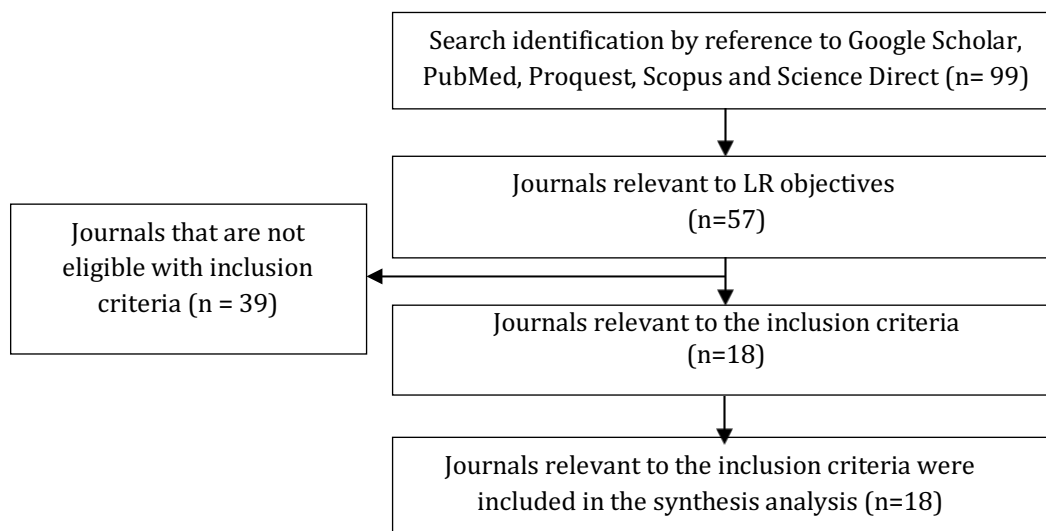 Search identification by reference to Google Scholar,
PubMed, Proquest, Scopus and Science Direct (n= 99)
Journals relevant to LR objectives
(n=57)
Journals that are not
eligible with inclusion
criteria (n = 39)
Journals relevant to the inclusion criteria
(n=18)
Journals relevant to the inclusion criteria were
included in the synthesis analysis (n=18)